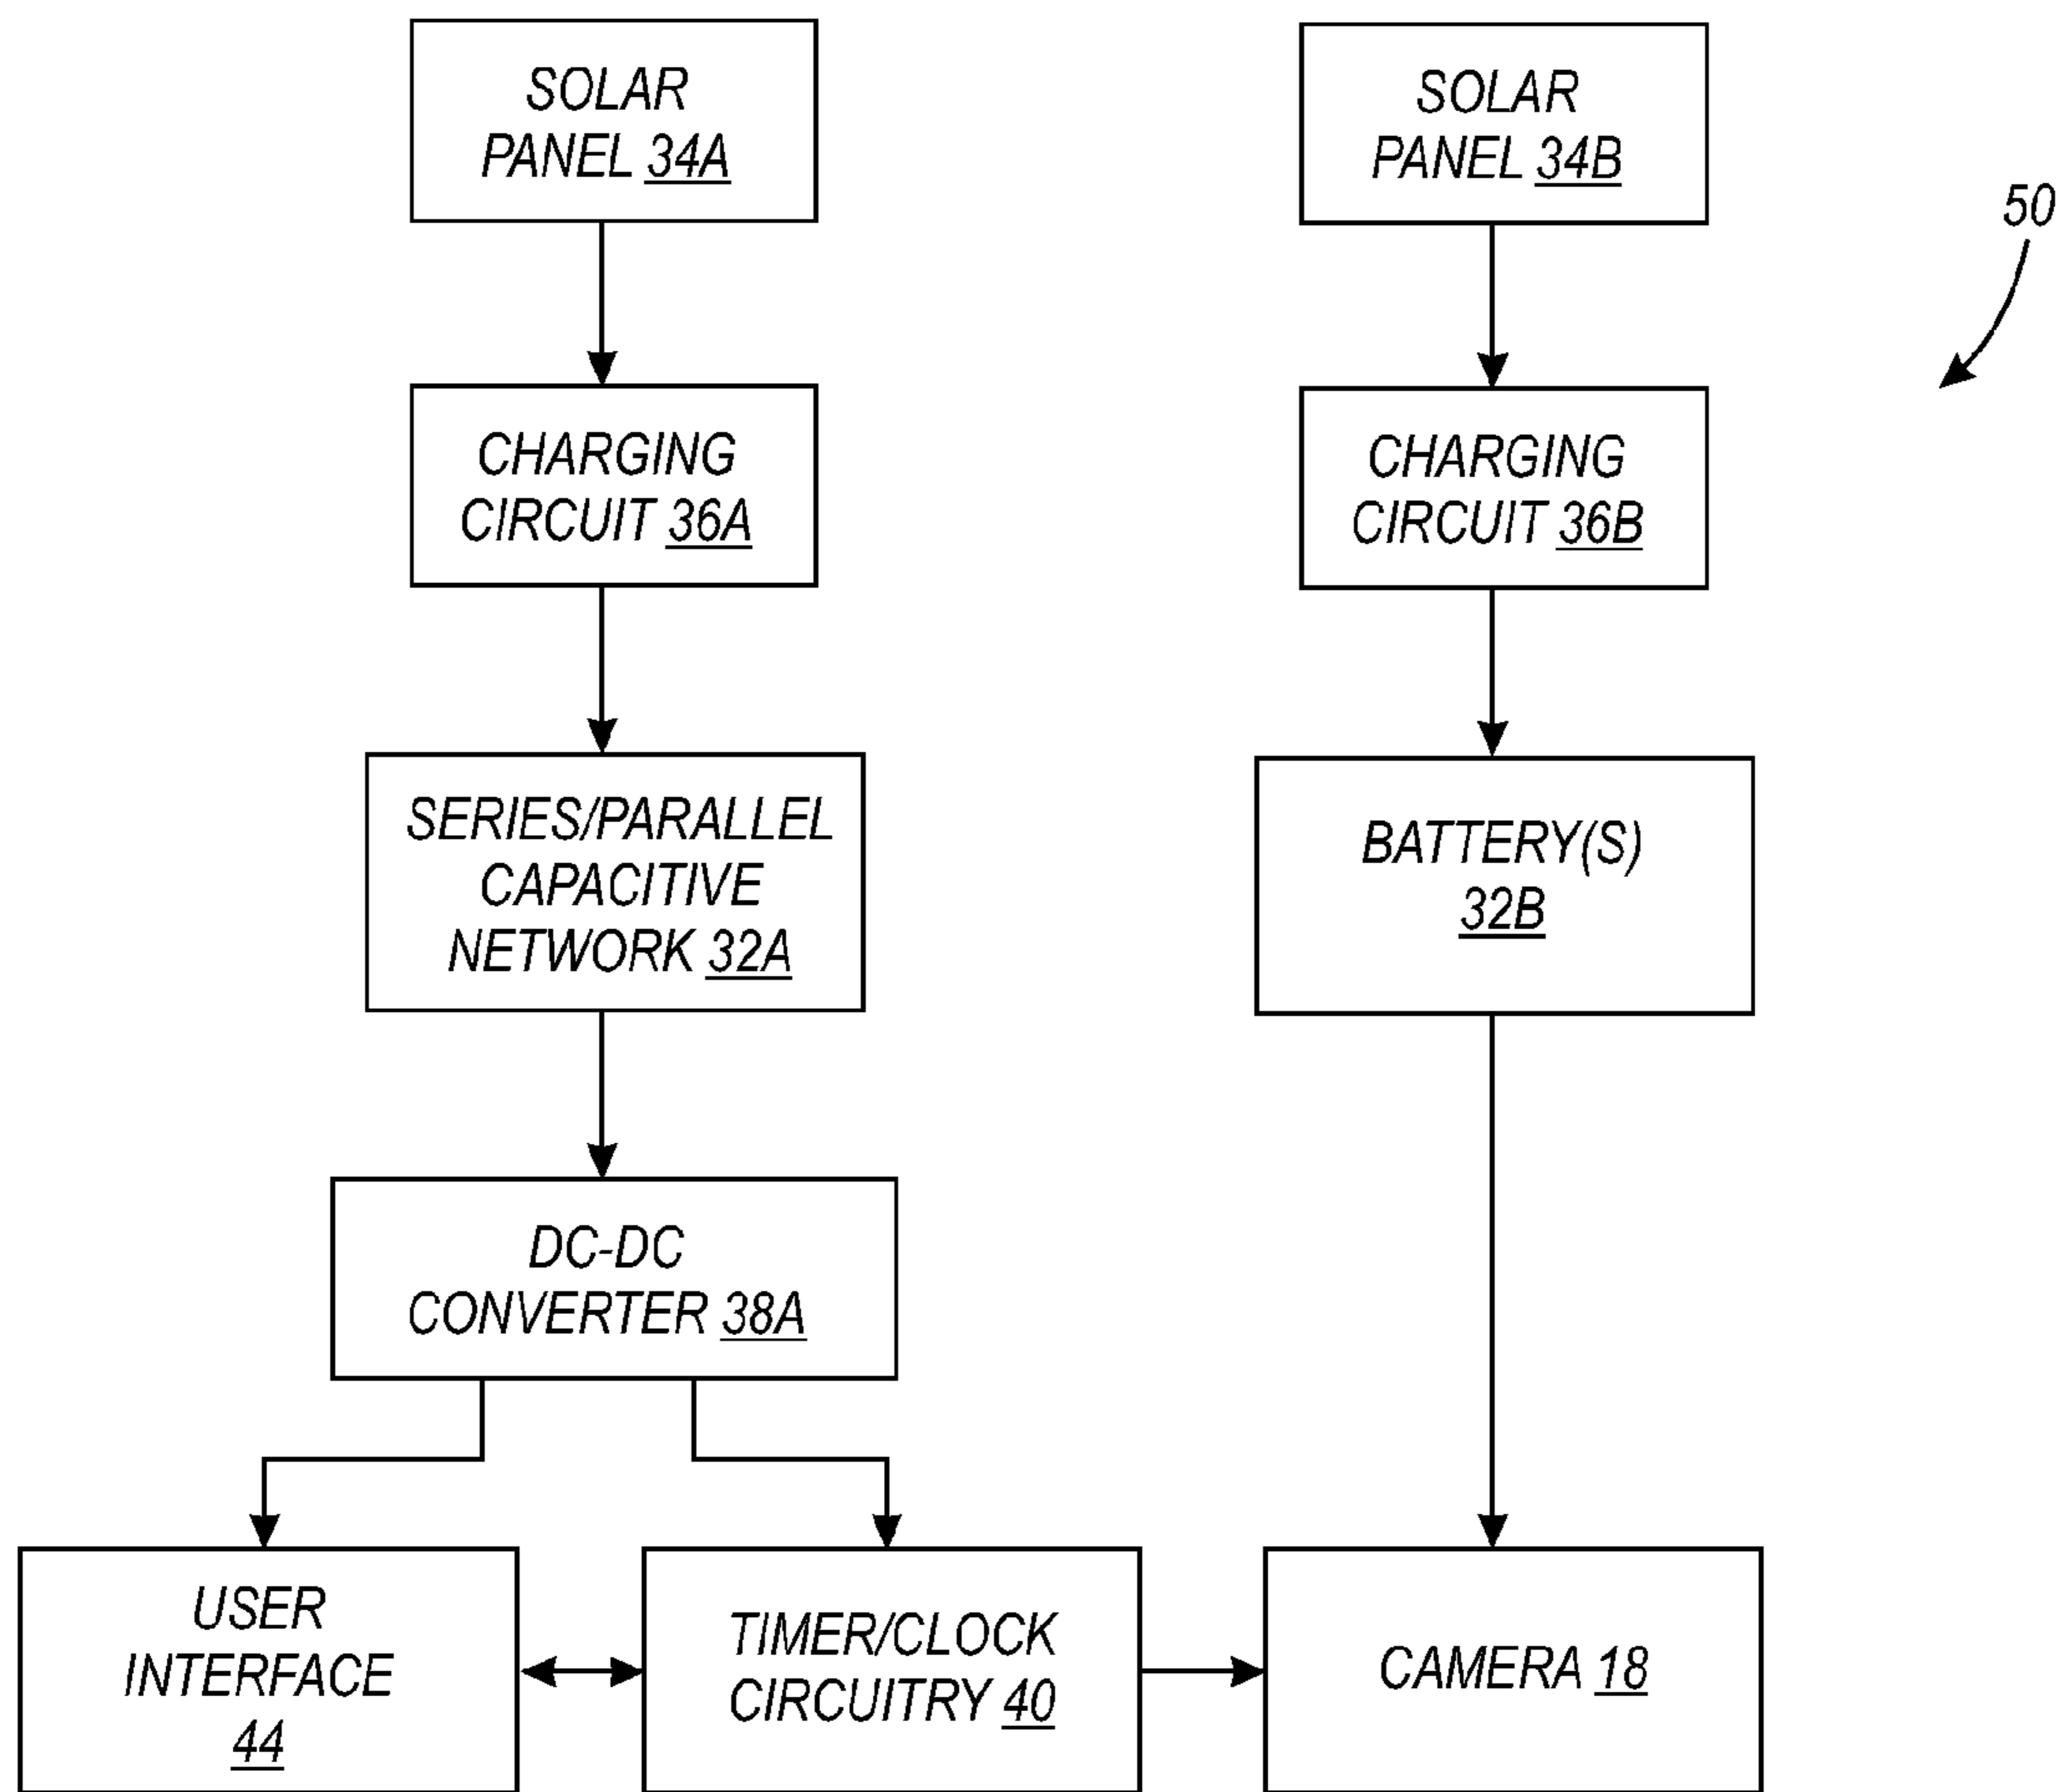 SOLAR
PANEL 34A
SOLAR
PANEL 34B
50
CHARGING
CIRCUIT 36A
CHARGING
CIRCUIT 36B
SERIES/PARALLEL
CAPACITIVE
NETWORK 32A
BATTERY(S)
32B
DC-DC
CONVERTER 38A
USER
INTERFACE
44
TIMER/CLOCK
CIRCUITRY 40
CAMERA 18